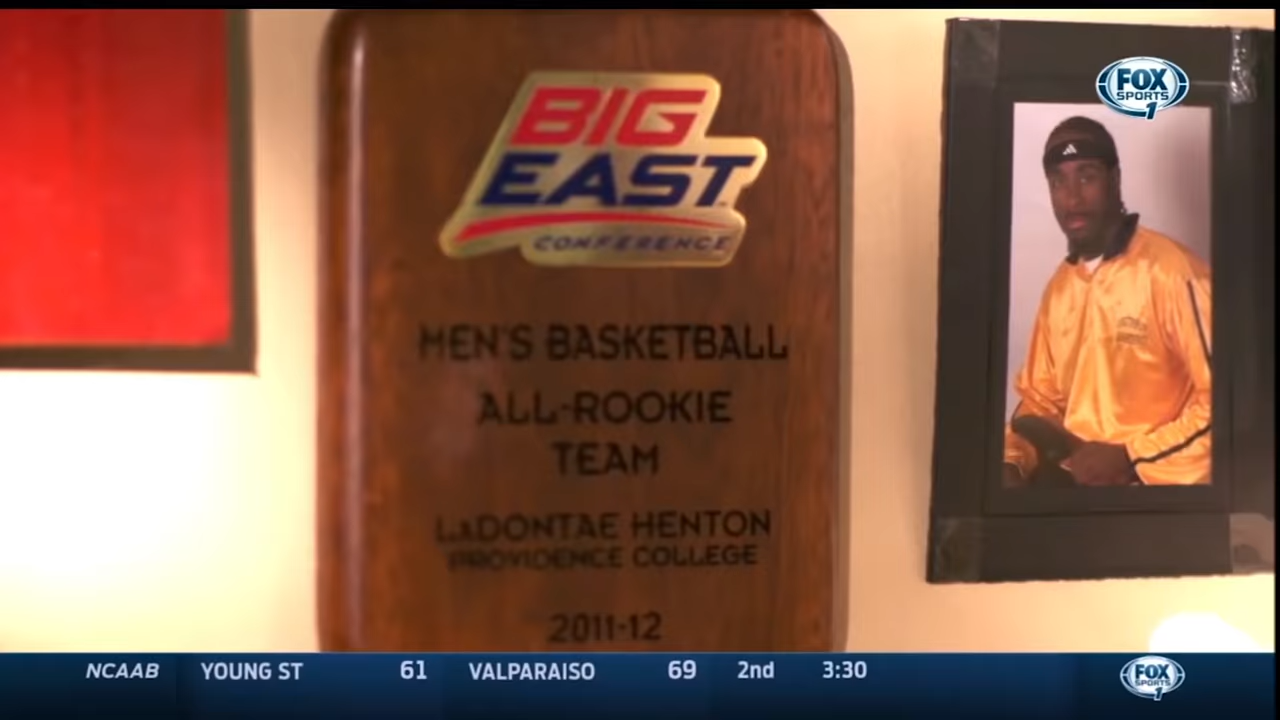 FOX
SPORTS
1
BIG
EAST
CONFERENCE
MEN'S BASKETBALL
ALL-ROOKIE
TEAM
LaDONTAE HENTON
PROVIDENCE COLLEGE
2011-12
NCAAB YOUNG ST 61 VALPARAISO 69 2nd 3:30
FOX
SPORTS
1